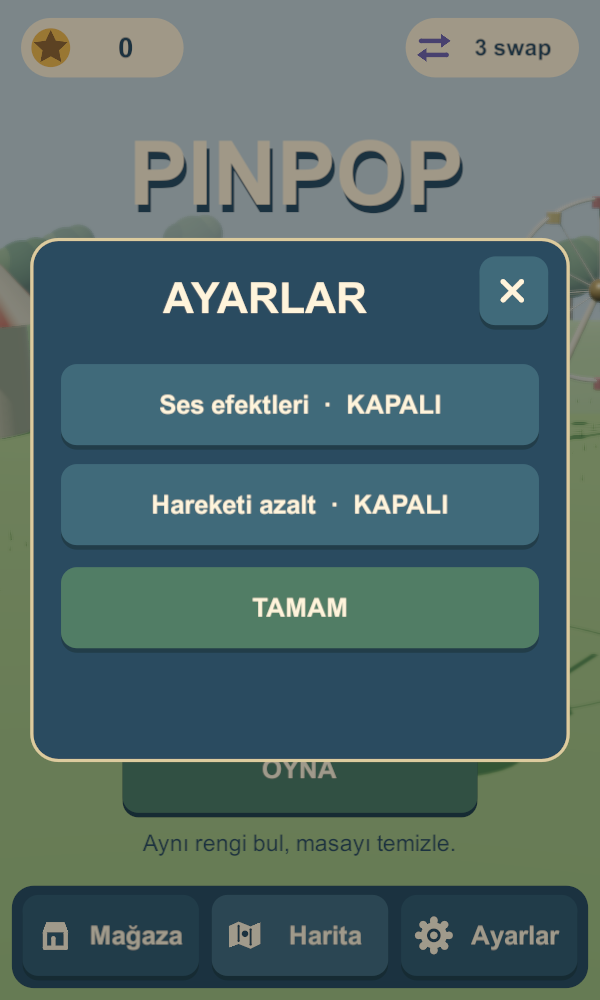 0
3 swap
PINPOP
AYARLAR
Ses efektleri · KAPALI
Hareketi azalt · KAPALI
TAMAM
OYNA
Aynı rengi bul, masayı temizle.
Mağaza
Harita
Ayarlar